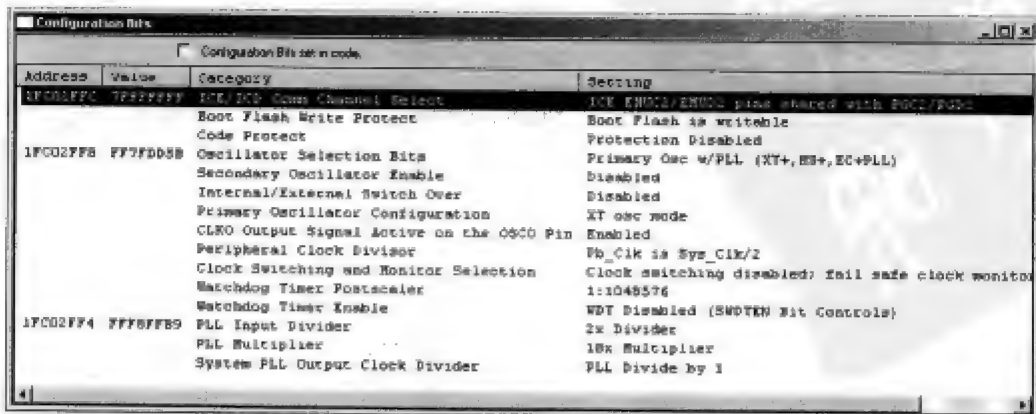 Configuration Bits
Configuration Bits set in code.
Address Value Category Setting
1FC02FFC 7FFFFFFF ICE/ICD Comm Channel Select ICE EMUC2/EMUD2 pins shared with PGC2/PGD2
Boot Flash Write Protect Boot Flash is writable
Code Protect Protection Disabled
1FC02FF8 FF7FDD5B Oscillator Selection Bits Primary Osc w/PLL (XT+,HS+,EC+PLL)
Secondary Oscillator Enable Disabled
Internal/External Switch Over Disabled
Primary Oscillator Configuration XT osc mode
CLKO Output Signal Active on the OSCO Pin Enabled
Peripheral Clock Divisor Pb_Clk is Sys_Clk/2
Clock Switching and Monitor Selection Clock switching disabled; fail safe clock monitor
Watchdog Timer Postscaler 1:1048576
Watchdog Timer Enable WDT Disabled (SWDTEN Bit Controls)
1FC02FF4 FFF8FFB9 PLL Input Divider 2x Divider
PLL Multiplier 18x Multiplier
System PLL Output Clock Divider PLL Divide by 1